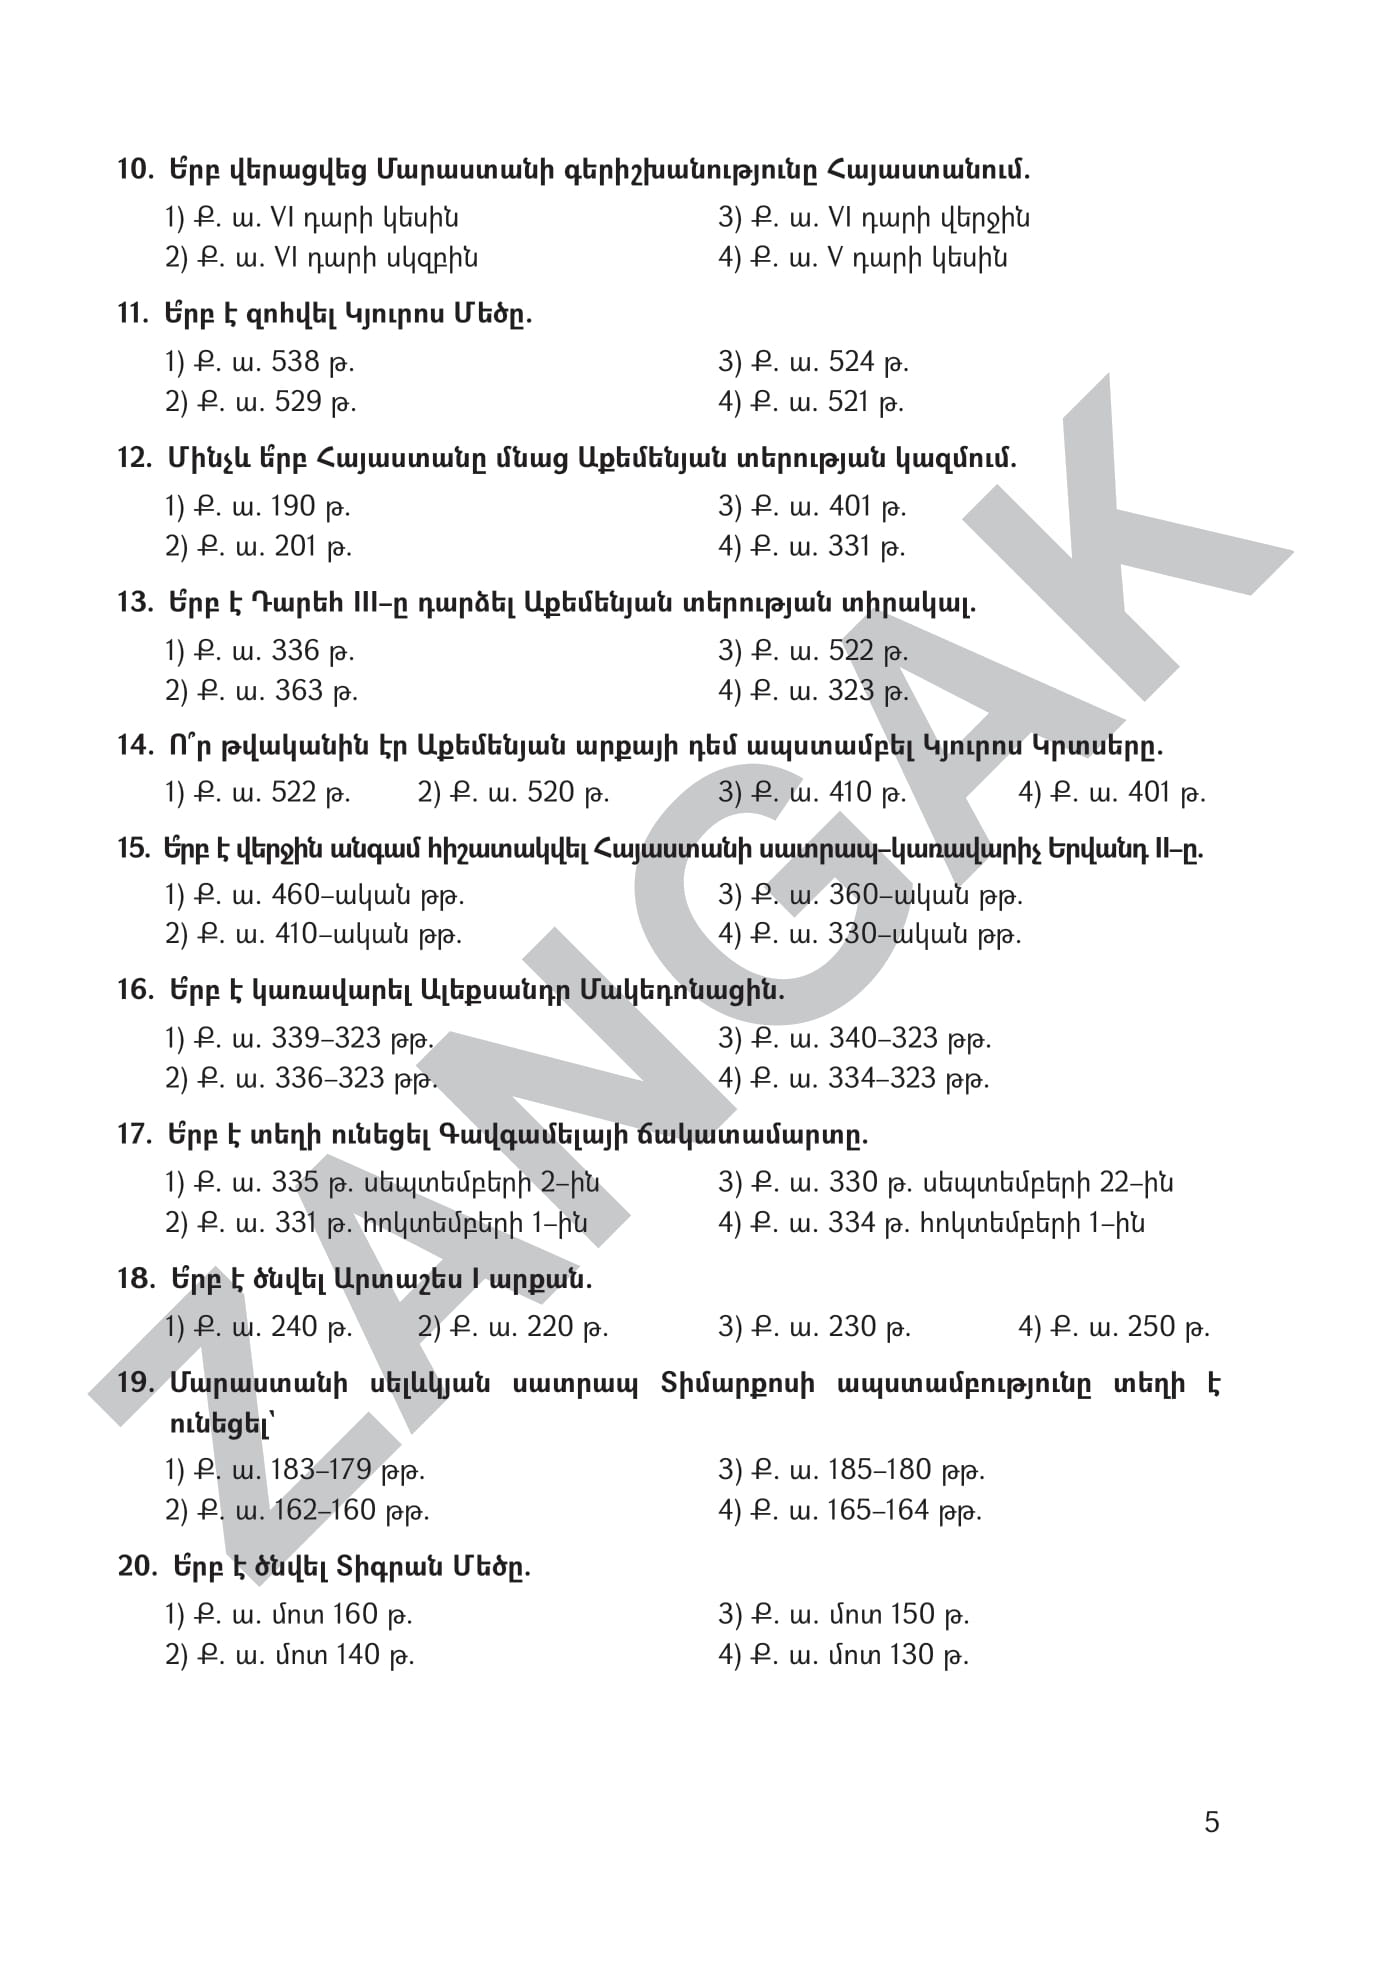 10. Ե՞րբ վերացվեց Մարաստանի գերիշխանությունը Հայաստանում.
1) Ք. ա. VI դարի կեսին 3) Ք. ա. VI դարի վերջին
2) Ք. ա. VI դարի սկզբին 4) Ք. ա. V դարի կեսին
11. Ե՞րբ է զոհվել Կյուրոս Մեծը.
1) Ք. ա. 538 թ. 3) Ք. ա. 524 թ.
2) Ք. ա. 529 թ. 4) Ք. ա. 521 թ.
12. Մինչև ե՞րբ Հայաստանը մնաց Աքեմենյան տերության կազմում.
1) Ք. ա. 190 թ. 3) Ք. ա. 401 թ.
2) Ք. ա. 201 թ. 4) Ք. ա. 331 թ.
13. Ե՞րբ է Դարեհ III–ը դարձել Աքեմենյան տերության տիրակալ.
1) Ք. ա. 336 թ. 3) Ք. ա. 522 թ.
2) Ք. ա. 363 թ. 4) Ք. ա. 323 թ.
14. Ո՞ր թվականին էր Աքեմենյան արքայի դեմ ապստամբել Կյուրոս Կրտսերը.
1) Ք. ա. 522 թ. 2) Ք. ա. 520 թ. 3) Ք. ա. 410 թ. 4) Ք. ա. 401 թ.
15. Ե՞րբ է վերջին անգամ հիշատակվել Հայաստանի սատրապ–կառավարիչ Երվանդ II–ը.
1) Ք. ա. 460–ական թթ. 3) Ք. ա. 360–ական թթ.
2) Ք. ա. 410–ական թթ. 4) Ք. ա. 330–ական թթ.
16. Ե՞րբ է կառավարել Ալեքսանդր Մակեդոնացին.
1) Ք. ա. 339–323 թթ. 3) Ք. ա. 340–323 թթ.
2) Ք. ա. 336–323 թթ. 4) Ք. ա. 334–323 թթ.
17. Ե՞րբ է տեղի ունեցել Գավգամելայի ճակատամարտը.
1) Ք. ա. 335 թ. սեպտեմբերի 2–ին 3) Ք. ա. 330 թ. սեպտեմբերի 22–ին
2) Ք. ա. 331 թ. հոկտեմբերի 1–ին 4) Ք. ա. 334 թ. հոկտեմբերի 1–ին
18. Ե՞րբ է ծնվել Արտաշես I արքան.
1) Ք. ա. 240 թ. 2) Ք. ա. 220 թ. 3) Ք. ա. 230 թ. 4) Ք. ա. 250 թ.
19. Մարաստանի սելևկյան սատրապ Տիմարքոսի ապստամբությունը տեղի է
ունեցել՝
1) Ք. ա. 183–179 թթ. 3) Ք. ա. 185–180 թթ.
2) Ք. ա. 162–160 թթ. 4) Ք. ա. 165–164 թթ.
20. Ե՞րբ է ծնվել Տիգրան Մեծը.
1) Ք. ա. մոտ 160 թ. 3) Ք. ա. մոտ 150 թ.
2) Ք. ա. մոտ 140 թ. 4) Ք. ա. մոտ 130 թ.
5
ZANGAK